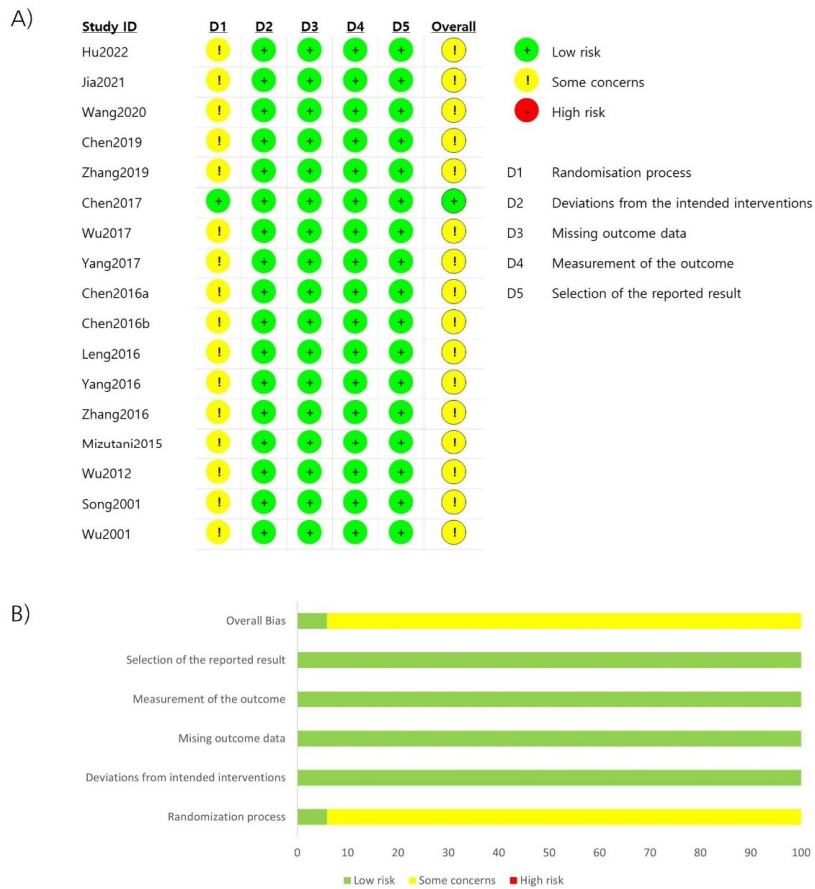 A)
Study ID D1 D2 D3 D4 D5 Overall
Hu2022 ! + + + + !
Jia2021 ! + + + + !
Wang2020 ! + + + + !
Chen2019 ! + + + + !
Zhang2019 ! + + + + !
Chen2017 + + + + + +
Wu2017 ! + + + + !
Yang2017 ! + + + + !
Chen2016a ! + + + + !
Chen2016b ! + + + + !
Leng2016 ! + + + + !
Yang2016 ! + + + + !
Zhang2016 ! + + + + !
Mizutani2015 ! + + + + !
Wu2012 ! + + + + !
Song2001 ! + + + + !
Wu2001 ! + + + + !
+ Low risk
! Some concerns
- High risk
D1 Randomisation process
D2 Deviations from the intended interventions
D3 Missing outcome data
D4 Measurement of the outcome
D5 Selection of the reported result
B)
Overall Bias
Selection of the reported result
Measurement of the outcome
Mising outcome data
Deviations from intended interventions
Randomization process
0 10 20 30 40 50 60 70 80 90 100
Low risk Some concerns High risk